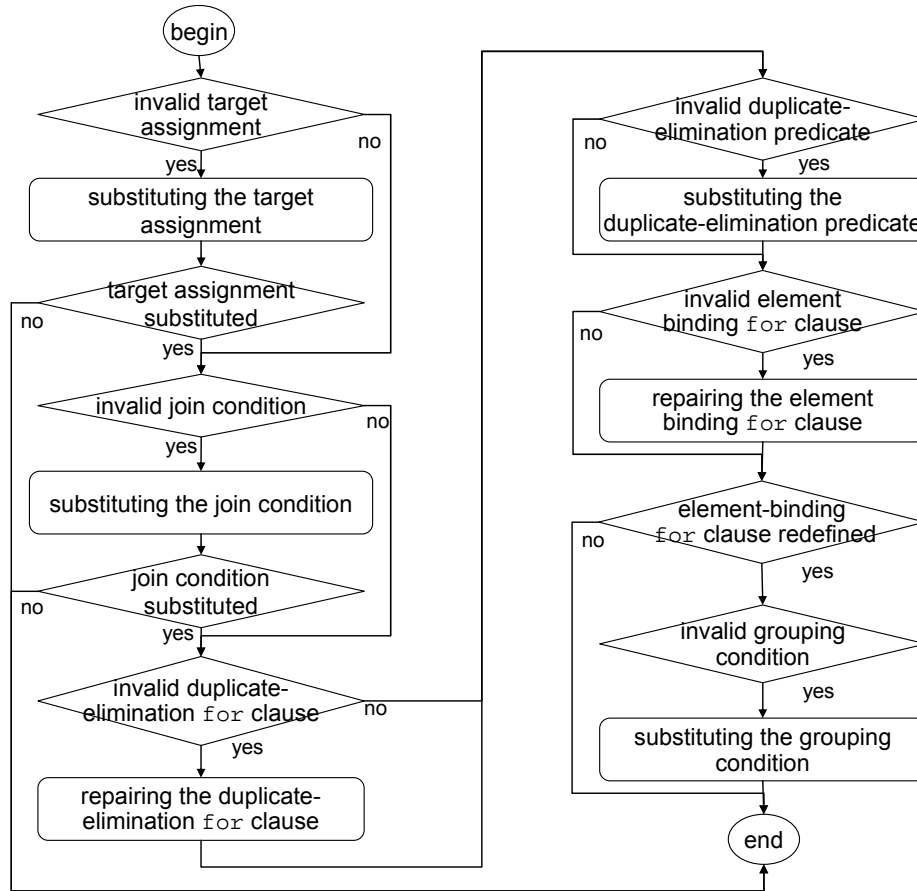 begin
invalid target
assignment
no
yes
substituting the target
assignment
target assignment
substituted
no
yes
invalid join condition
no
yes
substituting the join condition
join condition
substituted
no
yes
invalid duplicate-
elimination for clause
no
yes
repairing the duplicate-
elimination for clause
invalid duplicate-
elimination predicate
no
yes
substituting the
duplicate-elimination predicate
invalid element
binding for clause
no
yes
repairing the element
binding for clause
element-binding
for clause redefined
no
yes
invalid grouping
condition
yes
substituting the grouping
condition
end